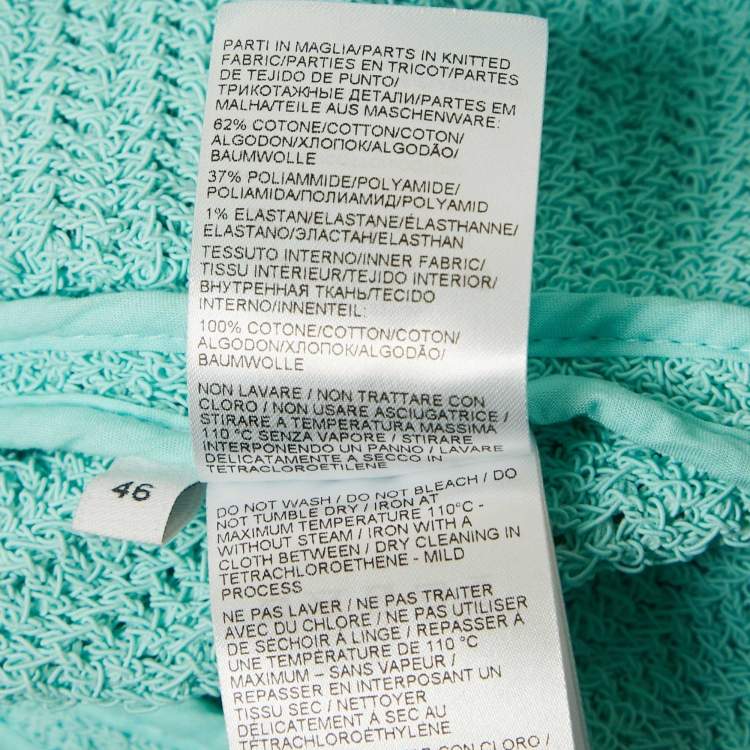 PARTI IN MAGLIA/PARTS IN KNITTED
FABRIC/PARTIES EN TRICOT/PARTES
DE TEJIDO DE PUNTO/
ТРИКОТАЖНЫЕ ДЕТАЛИ/PARTES EM
MALHA/TEILE AUS MASCHENWARE:
62% COTONE/COTTON/COTON/
ALGODON/ХЛОПОК/ALGODÃO/
BAUMWOLLE
37% POLIAMMIDE/POLYAMIDE/
POLIAMIDA/ПОЛИАМИД/POLYAMID
1% ELASTAN/ELASTANE/ÉLASTHANNE/
ELASTANO/ЭЛАСТАН/ELASTHAN
TESSUTO INTERNO/INNER FABRIC/
TISSU INTÉRIEUR/TEJIDO INTERIOR/
ВНУТРЕННАЯ ТКАНЬ/TECIDO
INTERNO/INNENTEIL:
100% COTONE/COTTON/COTON/
ALGODON/ХЛОПОК/ALGODÃO/
BAUMWOLLE
NON LAVARE / NON TRATTARE CON
CLORO / NON USARE ASCIUGATRICE /
STIRARE A TEMPERATURA MASSIMA
110°C SENZA VAPORE / STIRARE
INTERPONENDO UN PANNO / LAVARE
DELICATAMENTE A SECCO IN
TETRACLOROETILENE
46
DO NOT WASH / DO NOT BLEACH / DO
NOT TUMBLE DRY / IRON AT
MAXIMUM TEMPERATURE 110°C -
WITHOUT STEAM / IRON WITH A
CLOTH BETWEEN / DRY CLEANING IN
TETRACHLOROETHENE - MILD
PROCESS
NE PAS LAVER / NE PAS TRAITER
AVEC DU CHLORE / NE PAS UTILISER
DE SÉCHOIR À LINGE / REPASSER À
UNE TEMPÉRATURE DE 110 °C
MAXIMUM – SANS VAPEUR /
REPASSER EN INTERPOSANT UN
TISSU SEC / NETTOYER
DÉLICATEMENT À SEC AU
TÉTRACHLOROÉTHYLÈNE
CON CLORO /